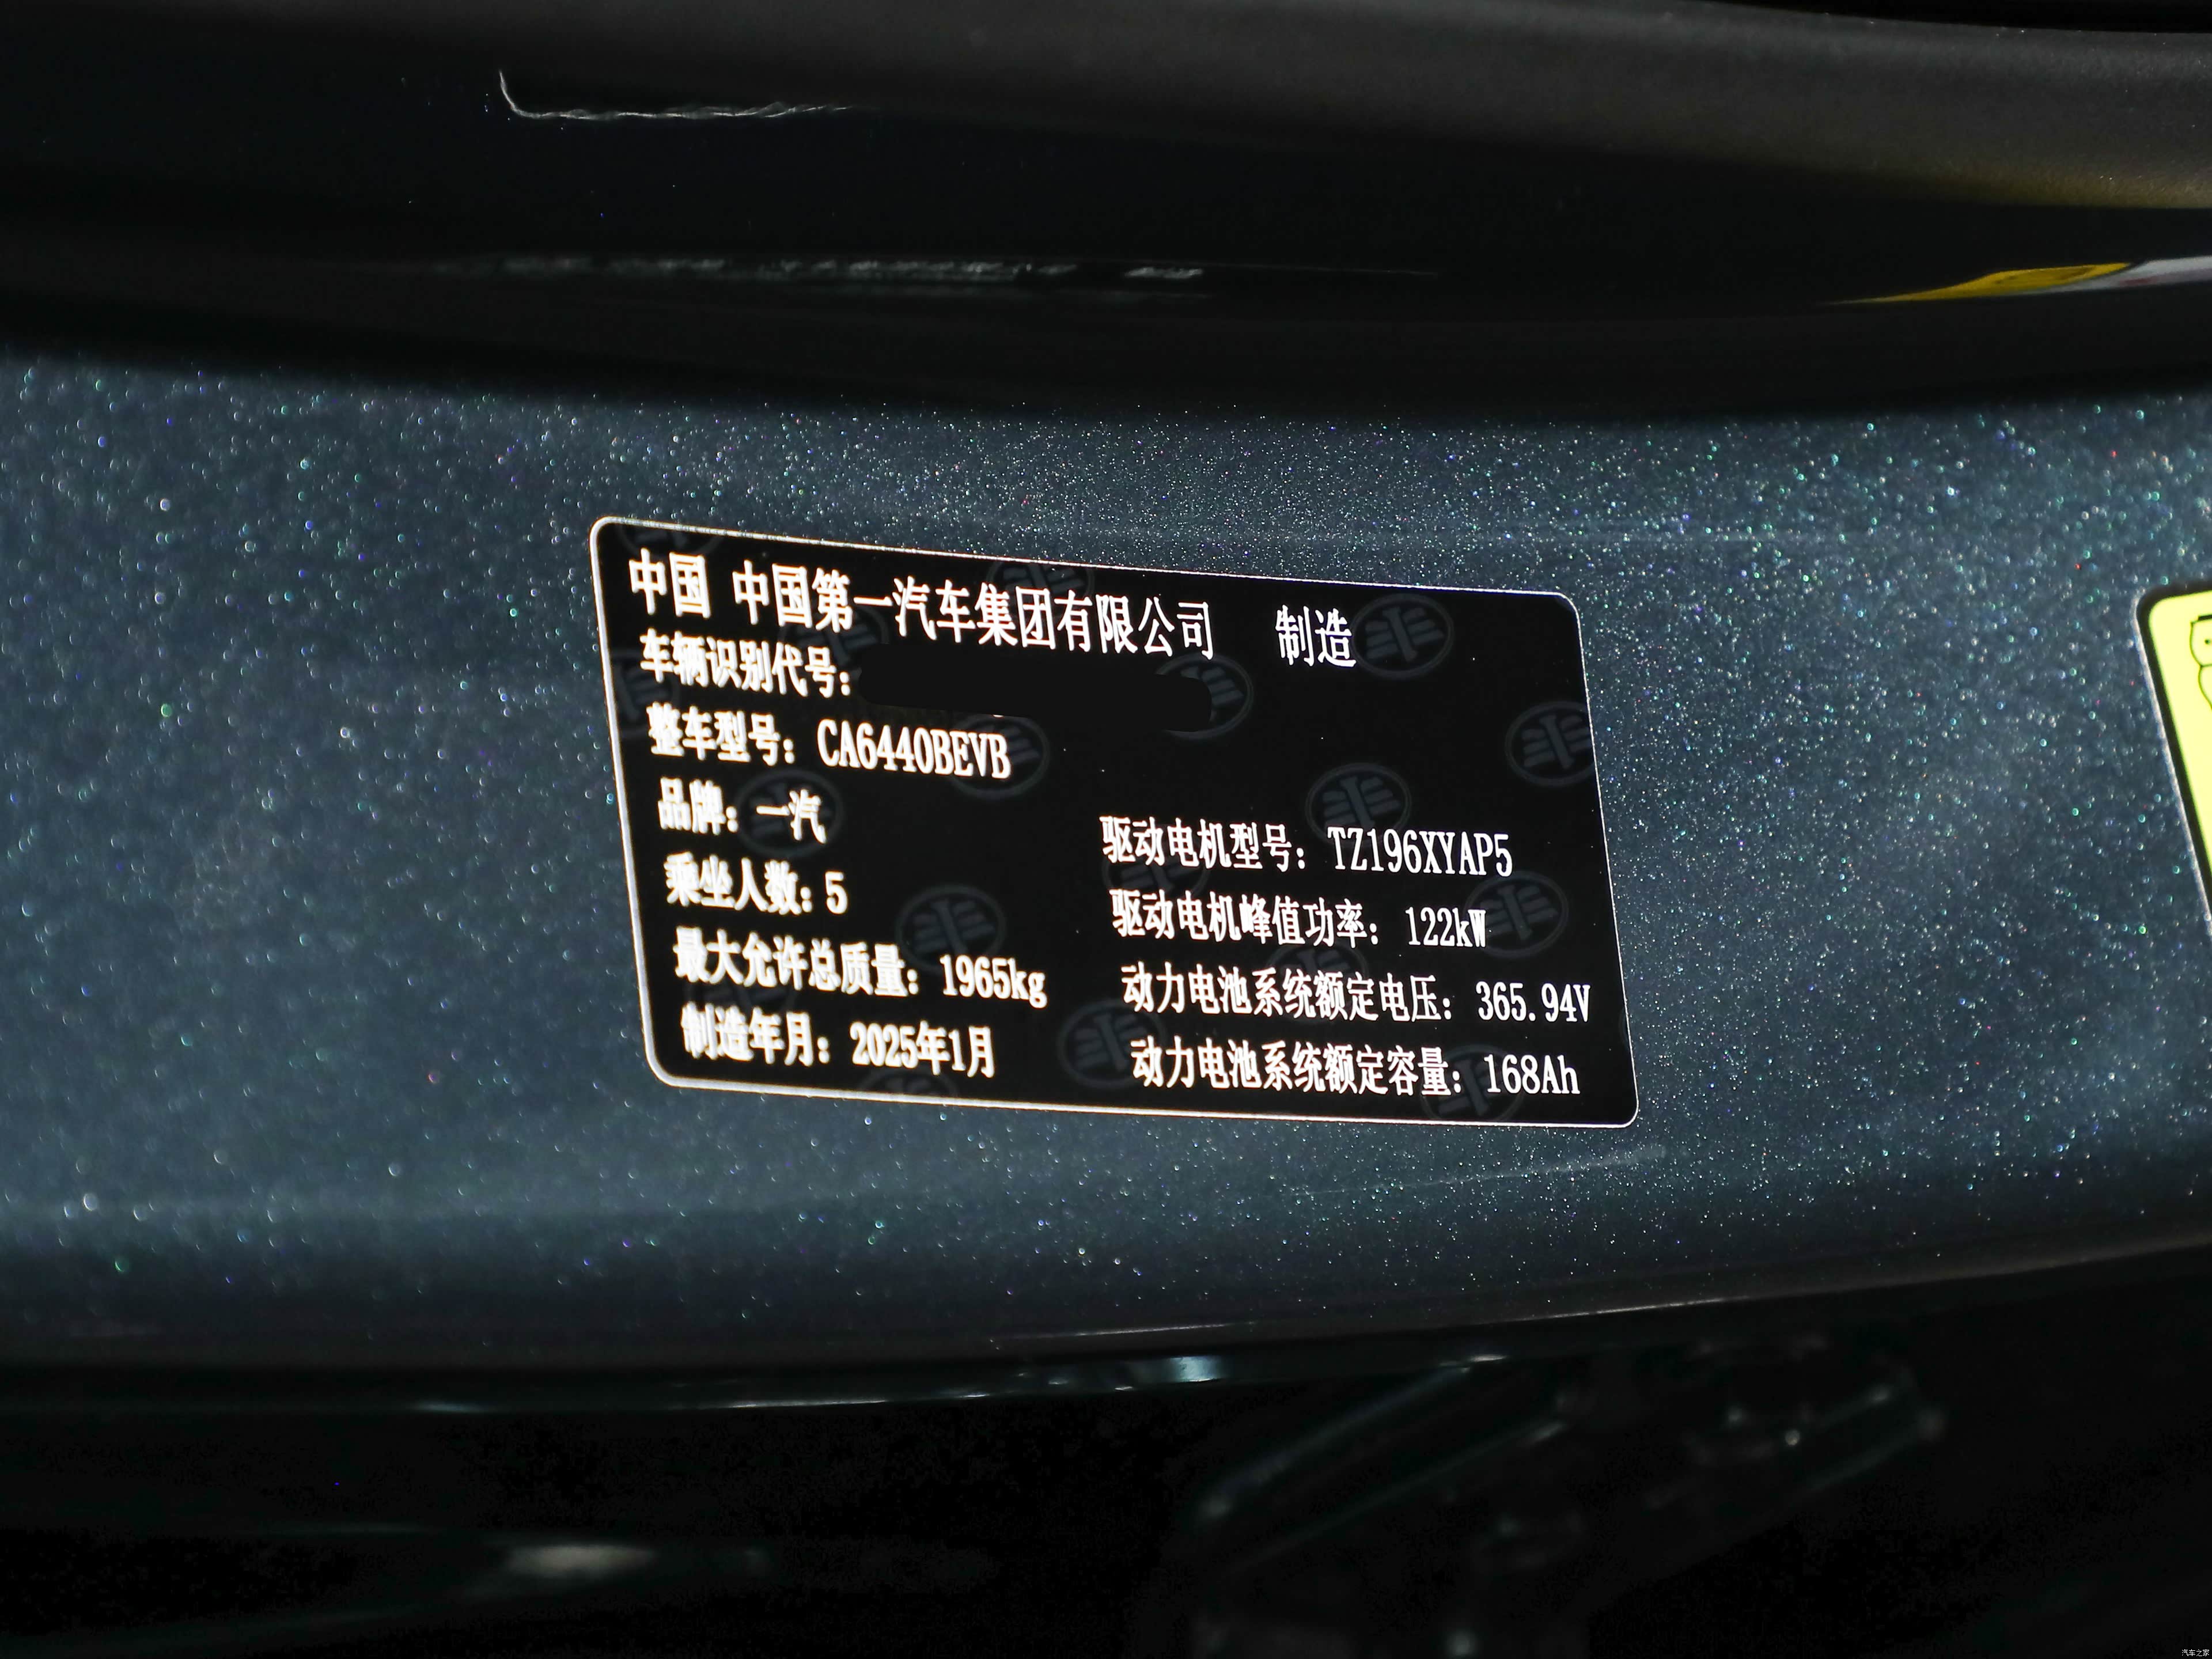 中国 中国第一汽车集团有限公司 制造
车辆识别代号:
整车型号: CA6440BEVB
品牌: 一汽
乘坐人数: 5
最大允许总质量: 1965kg
制造年月: 2025年1月
驱动电机型号: TZ196XYAP5
驱动电机峰值功率: 122kW
动力电池系统额定电压: 365.94V
动力电池系统额定容量: 168Ah
汽车之家